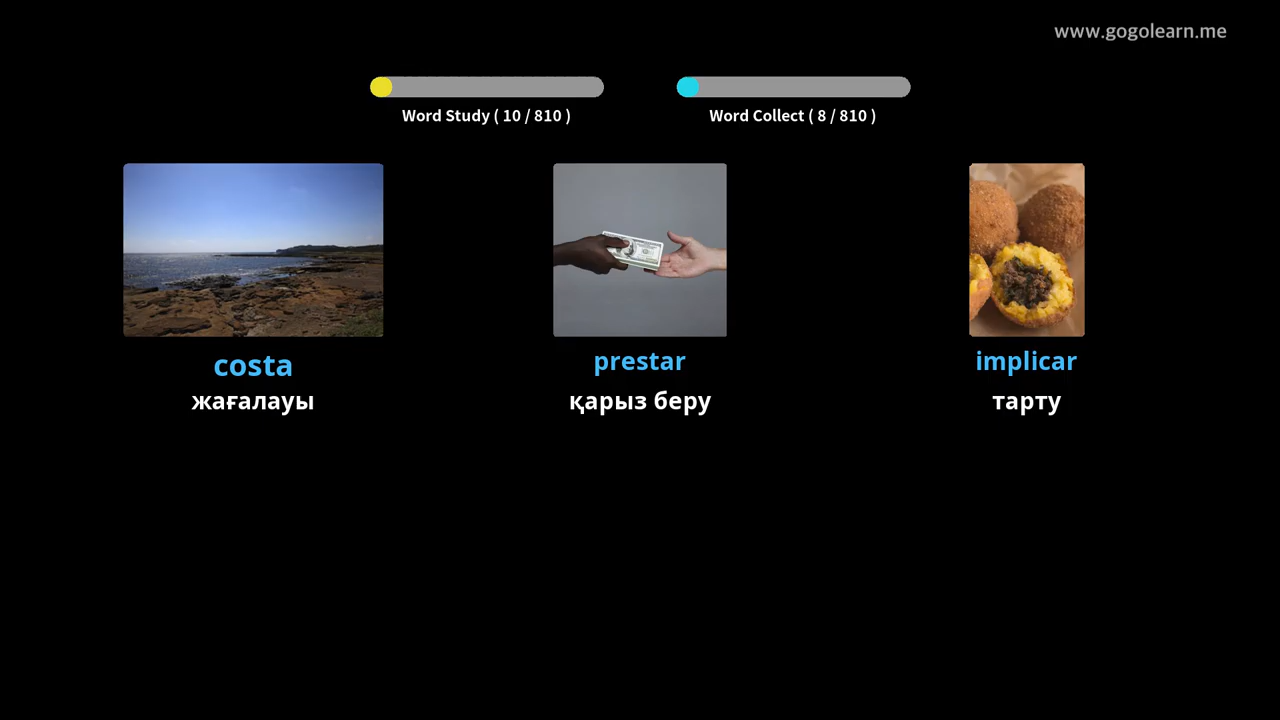 www.gogolearn.me
Word Study ( 10 / 810 )
Word Collect ( 8 / 810 )
costa
жағалауы
prestar
қарыз беру
implicar
тарту